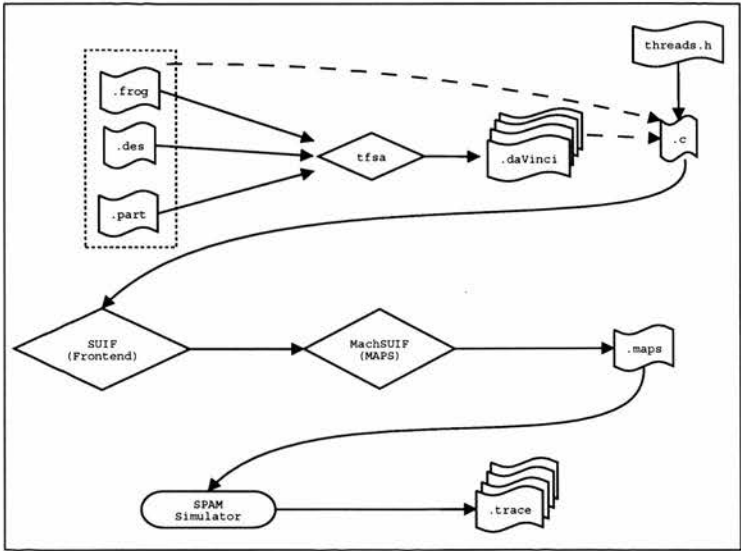 threads.h
.frog
.des
tfsa
.daVinci
.c
.part
SUIF
(Frontend)
MachSUIF
(MAPS)
.maps
SPAM
Simulator
.trace